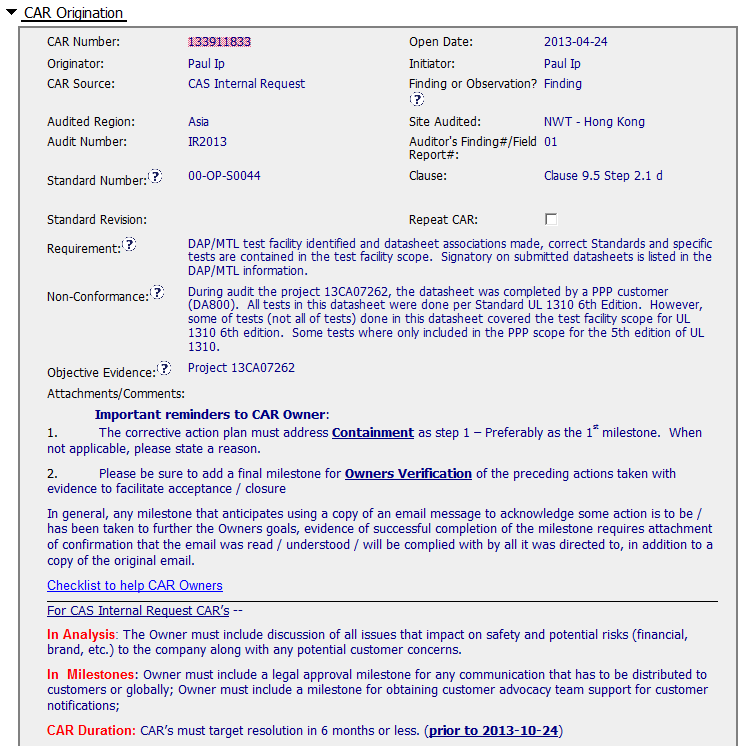 CAR Origination
CAR Number: 133911833 Open Date: 2013-04-24
Originator: Paul Ip Initiator: Paul Ip
CAR Source: CAS Internal Request Finding or Observation? Finding
?
Audited Region: Asia Site Audited: NWT - Hong Kong
Audit Number: IR2013 Auditor's Finding#/Field 01
Report#:
Standard Number: ? 00-OP-S0044 Clause: Clause 9.5 Step 2.1 d
Standard Revision: Repeat CAR:
Requirement: ? DAP/MTL test facility identified and datasheet associations made, correct Standards and specific
tests are contained in the test facility scope. Signatory on submitted datasheets is listed in the
DAP/MTL information.
Non-Conformance: ? During audit the project 13CA07262, the datasheet was completed by a PPP customer
(DA800). All tests in this datasheet were done per Standard UL 1310 6th Edition. However,
some of tests (not all of tests) done in this datasheet covered the test facility scope for UL
1310 6th edition. Some tests where only included in the PPP scope for the 5th edition of UL
1310.
Objective Evidence: ? Project 13CA07262
Attachments/Comments:
Important reminders to CAR Owner:
1. The corrective action plan must address Containment as step 1 – Preferably as the 1st milestone. When
not applicable, please state a reason.
2. Please be sure to add a final milestone for Owners Verification of the preceding actions taken with
evidence to facilitate acceptance / closure
In general, any milestone that anticipates using a copy of an email message to acknowledge some action is to be /
has been taken to further the Owners goals, evidence of successful completion of the milestone requires attachment
of confirmation that the email was read / understood / will be complied with by all it was directed to, in addition to a
copy of the original email.
Checklist to help CAR Owners
For CAS Internal Request CAR's --
In Analysis: The Owner must include discussion of all issues that impact on safety and potential risks (financial,
brand, etc.) to the company along with any potential customer concerns.
In Milestones: Owner must include a legal approval milestone for any communication that has to be distributed to
customers or globally; Owner must include a milestone for obtaining customer advocacy team support for customer
notifications;
CAR Duration: CAR's must target resolution in 6 months or less. (prior to 2013-10-24)